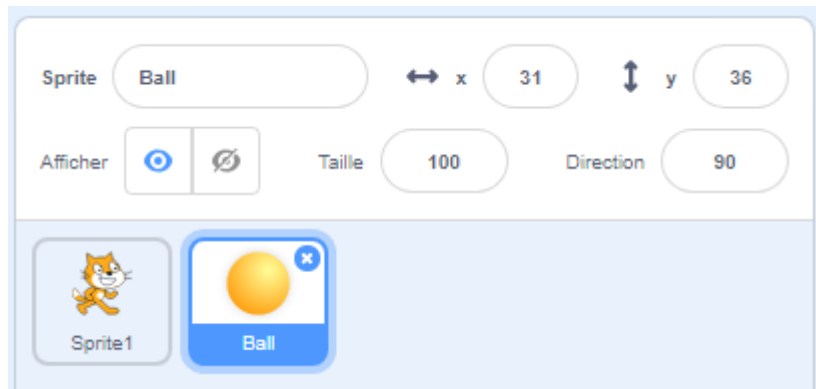 Sprite Ball x 31 y 36
Afficher Taille 100 Direction 90
Sprite1 Ball